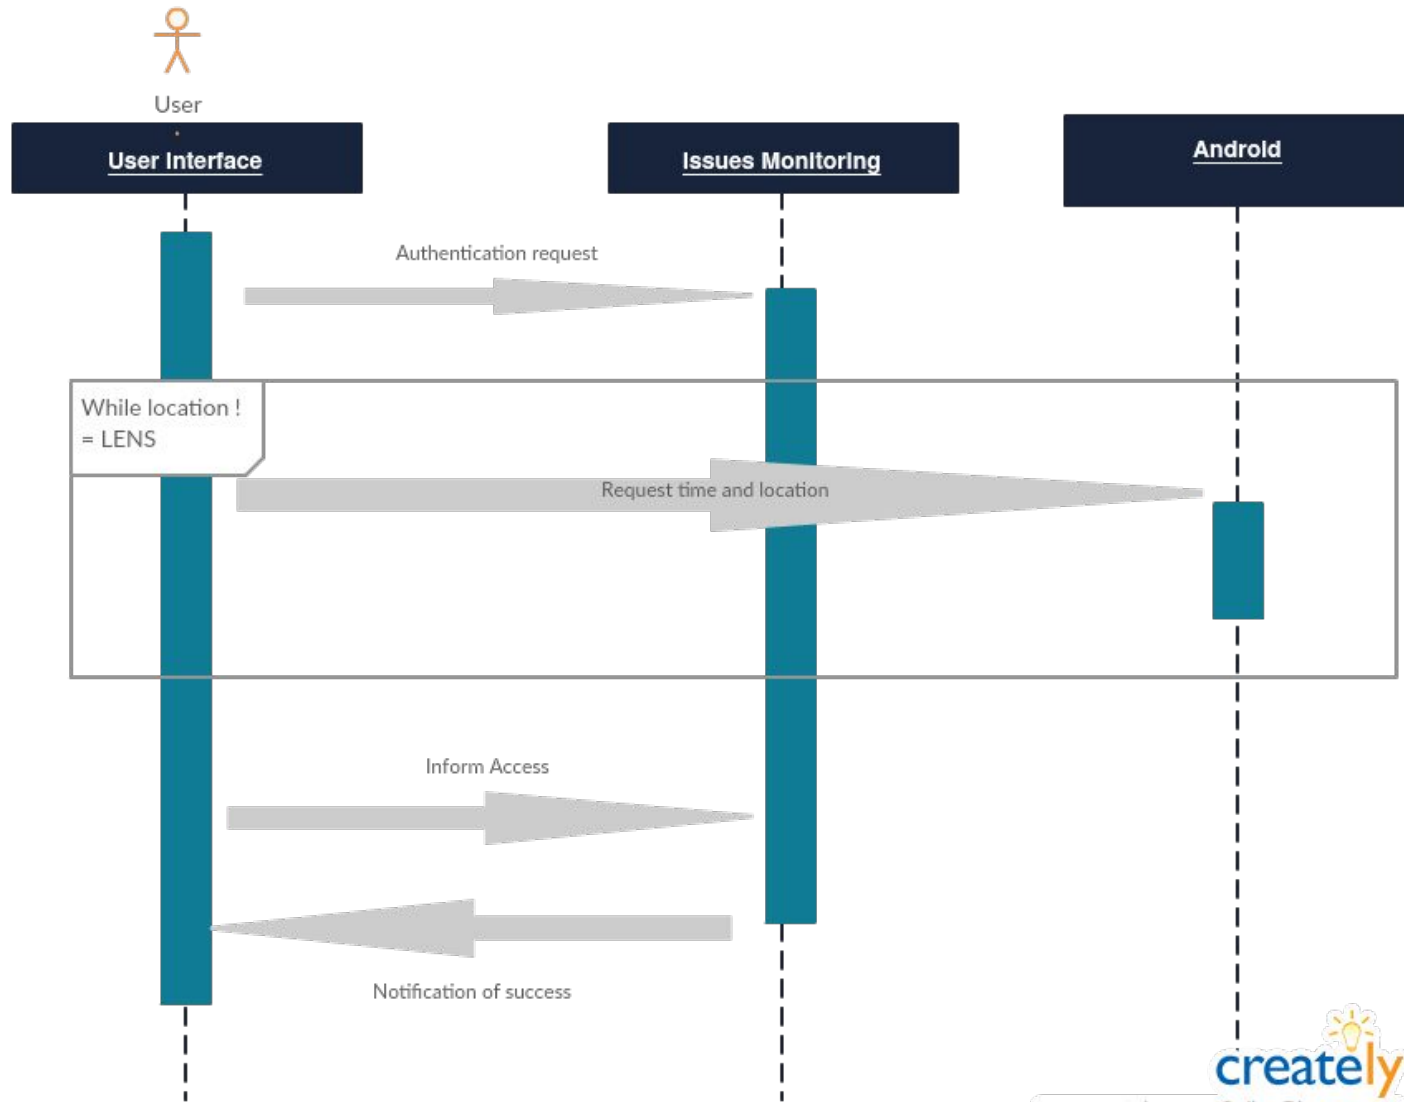 User
User Interface
Issues Monitoring
Android
Authentication request
While location !
= LENS
Request time and location
Inform Access
Notification of success
creately